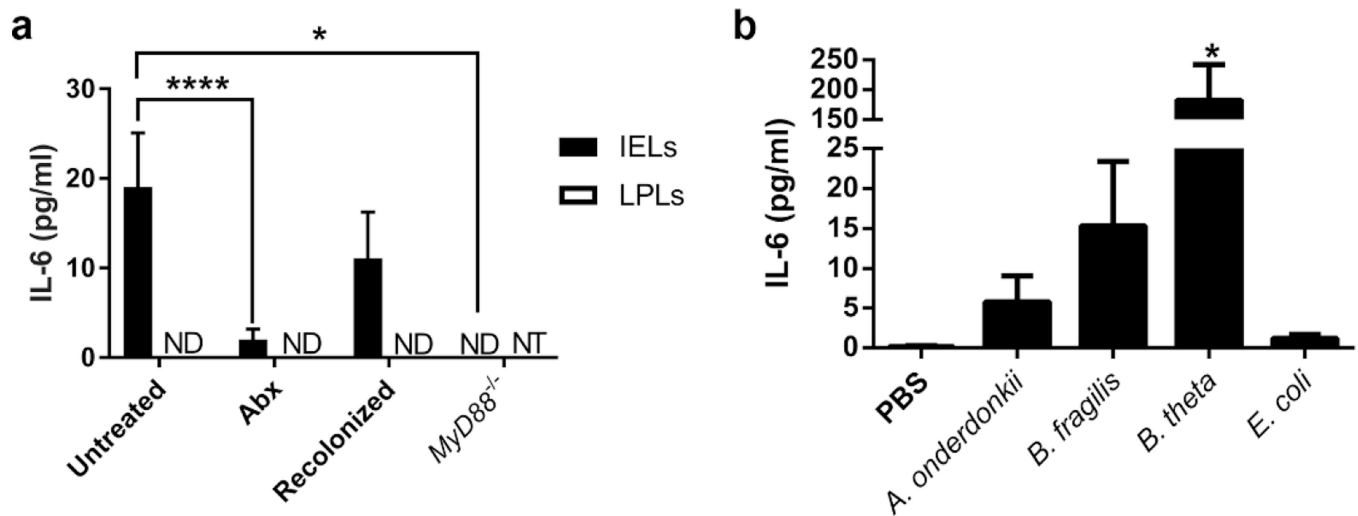 a
*
****
30
20
10
0
IL-6 (pg/ml)
ND
ND
ND
ND NT
Untreated
Abx
Recolonized
MyD88-/-
IELs
LPLs
b
*
250
200
150
25
20
15
10
5
0
IL-6 (pg/ml)
PBS
A. onderdonkii
B. fragilis
B. theta
E. coli